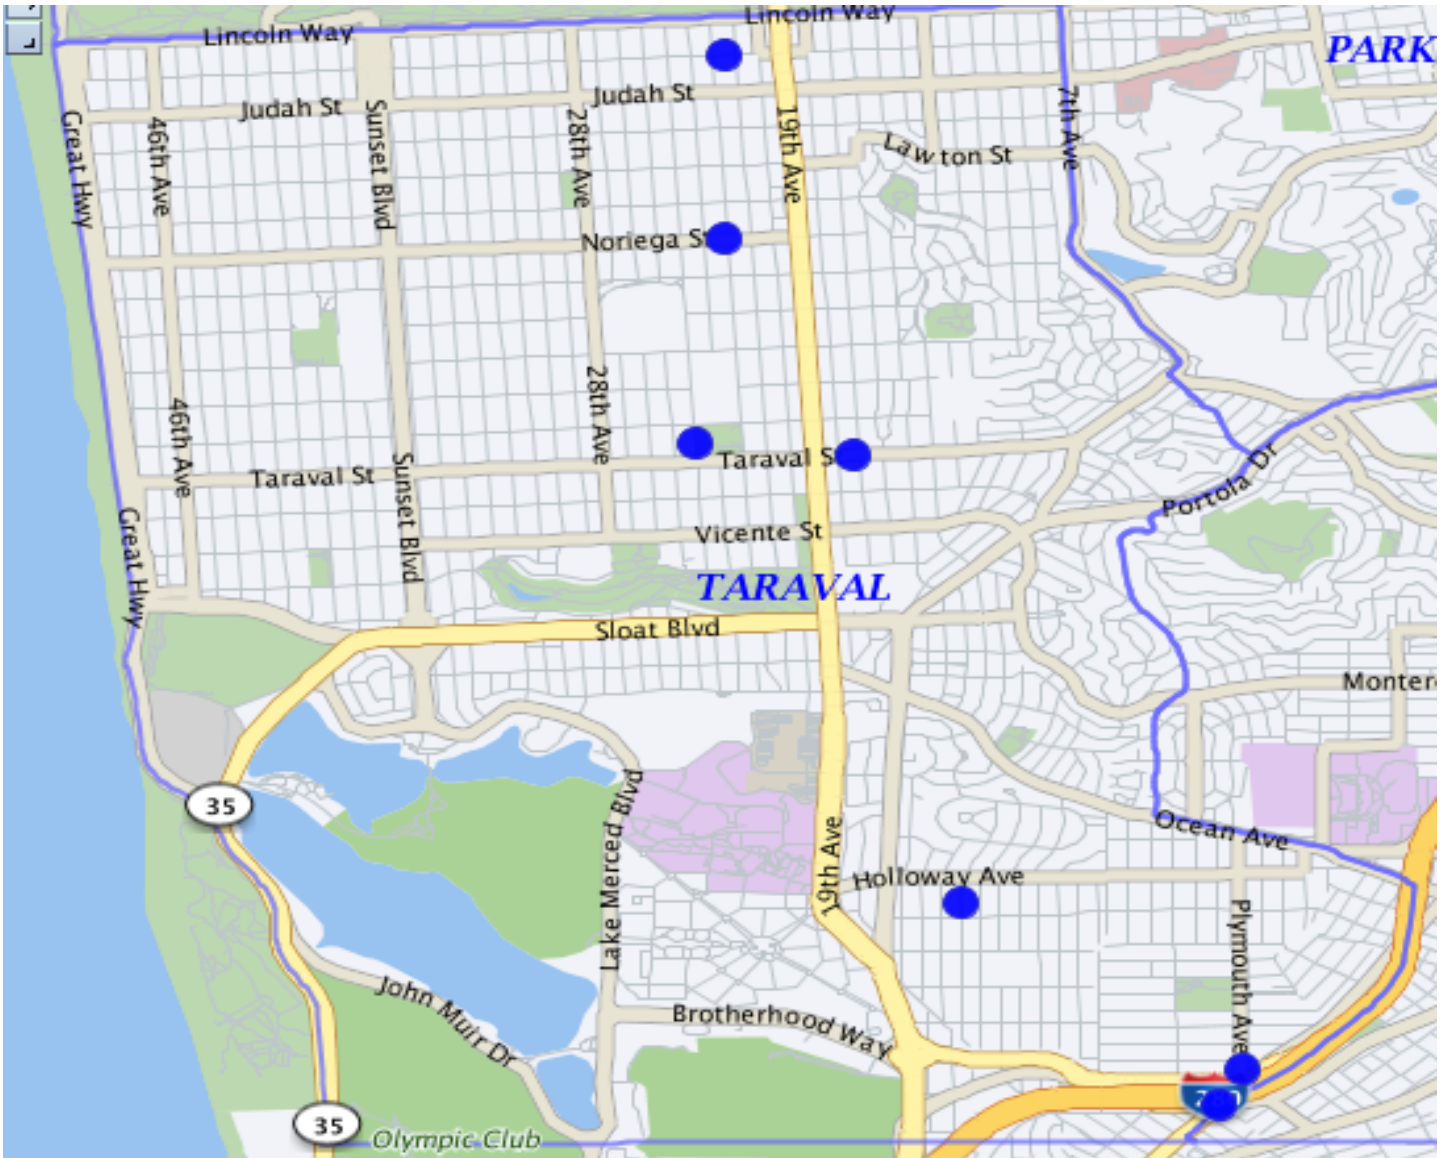 Lincoln Way
Lincoln Way
PARK
Judah St
Judah St
Great Hwy
46th Ave
Sunset Blvd
28th Ave
19th Ave
7th Ave
Lawton St
Noriega St
46th Ave
28th Ave
Taraval St
Taraval S
Sunset Blvd
Portola Dr
Great Hwy
Vicente St
TARAVAL
Sloat Blvd
Monter
35
Lake Merced Blvd
19th Ave
Ocean Ave
Holloway Ave
Plymouth Ave
John Muir Dr
Brotherhood Way
35
Olympic Club